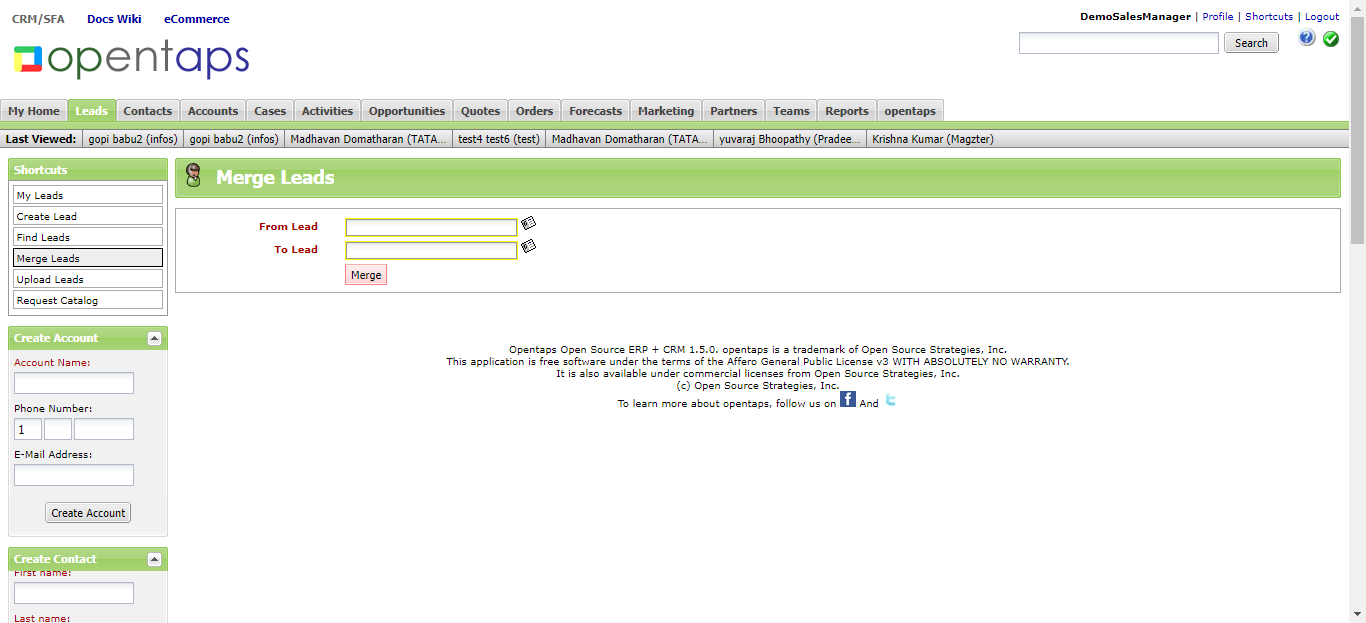 CRM/SFA Docs Wiki eCommerce
DemoSalesManager | Profile | Shortcuts | Logout
opentaps
Search
My Home Leads Contacts Accounts Cases Activities Opportunities Quotes Orders Forecasts Marketing Partners Teams Reports opentaps
Last Viewed: gopi babu2 (infos) gopi babu2 (infos) Madhavan Domatharan (TATA... test4 test6 (test) Madhavan Domatharan (TATA... yuvaraj Bhoopathy (Pradee... Krishna Kumar (Magzter)
Shortcuts
My Leads
Create Lead
Find Leads
Merge Leads
Upload Leads
Request Catalog
Create Account
Account Name:
Phone Number:
1
E-Mail Address:
Create Account
Create Contact
First name:
Last name:
Merge Leads
From Lead
To Lead
Merge
Opentaps Open Source ERP + CRM 1.5.0. opentaps is a trademark of Open Source Strategies, Inc.
This application is free software under the terms of the Affero General Public License v3 WITH ABSOLUTELY NO WARRANTY.
It is also available under commercial licenses from Open Source Strategies, Inc.
(c) Open Source Strategies, Inc.
To learn more about opentaps, follow us on f And t